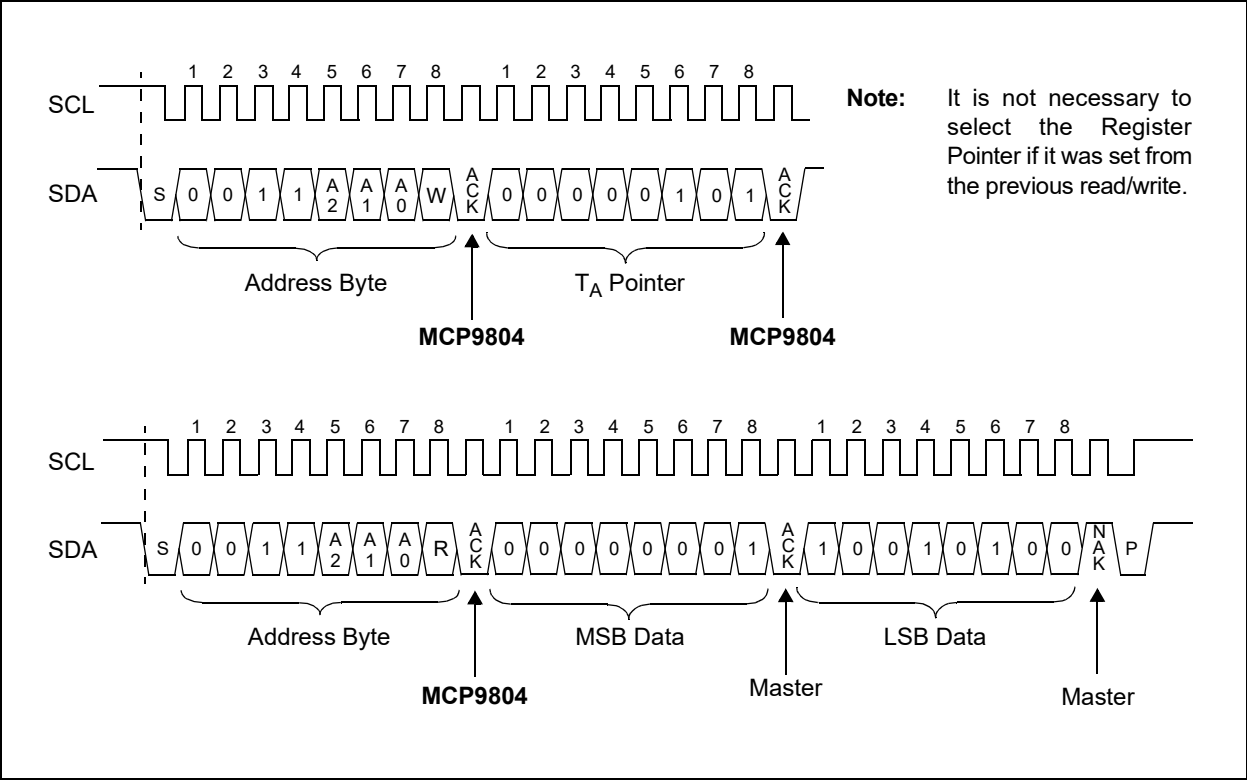 1 2 3 4 5 6 7 8 1 2 3 4 5 6 7 8
SCL
SDA
S 0 0 1 1 A2 A1 A0 W ACK 0 0 0 0 0 1 0 1 ACK
Address Byte
TA Pointer
MCP9804
MCP9804
Note: It is not necessary to
select the Register
Pointer if it was set from
the previous read/write.
1 2 3 4 5 6 7 8 1 2 3 4 5 6 7 8 1 2 3 4 5 6 7 8
SCL
SDA
S 0 0 1 1 A2 A1 A0 R ACK 0 0 0 0 0 0 0 1 ACK 1 0 0 1 0 1 0 0 NAK P
Address Byte
MSB Data
LSB Data
MCP9804
Master
Master